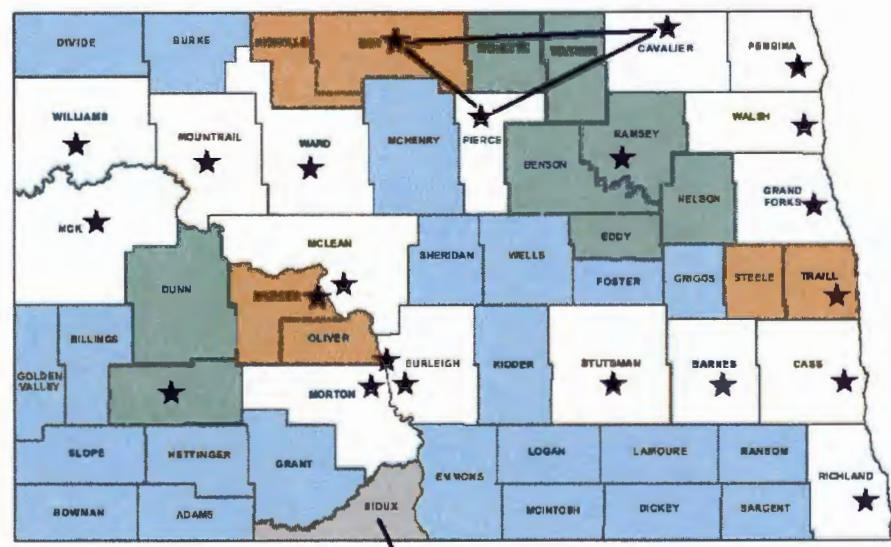 DIVIDE
BURKE
CAVALIER
PEMBINA
WILLIAMS
MOUNTRAIL
WARD
MCHENRY
PIERCE
RAMSEY
WALSH
BENSON
NELSON
GRAND
FORKS
MCK
MCLEAN
SHERIDAN
WELLS
EDDY
FOSTER
GRIGGS
STEELE
TRAILL
DUNN
OLIVER
BILLINGS
GOLDEN
VALLEY
MORTON
BURLEIGH
KIDDER
STUTSMAN
BARNES
CASS
SLOPE
HETTINGER
GRANT
EMMONS
LOGAN
LAMOURE
RANSOM
RICHLAND
BOWMAN
ADAMS
SIOUX
MCINTOSH
DICKEY
SARGENT